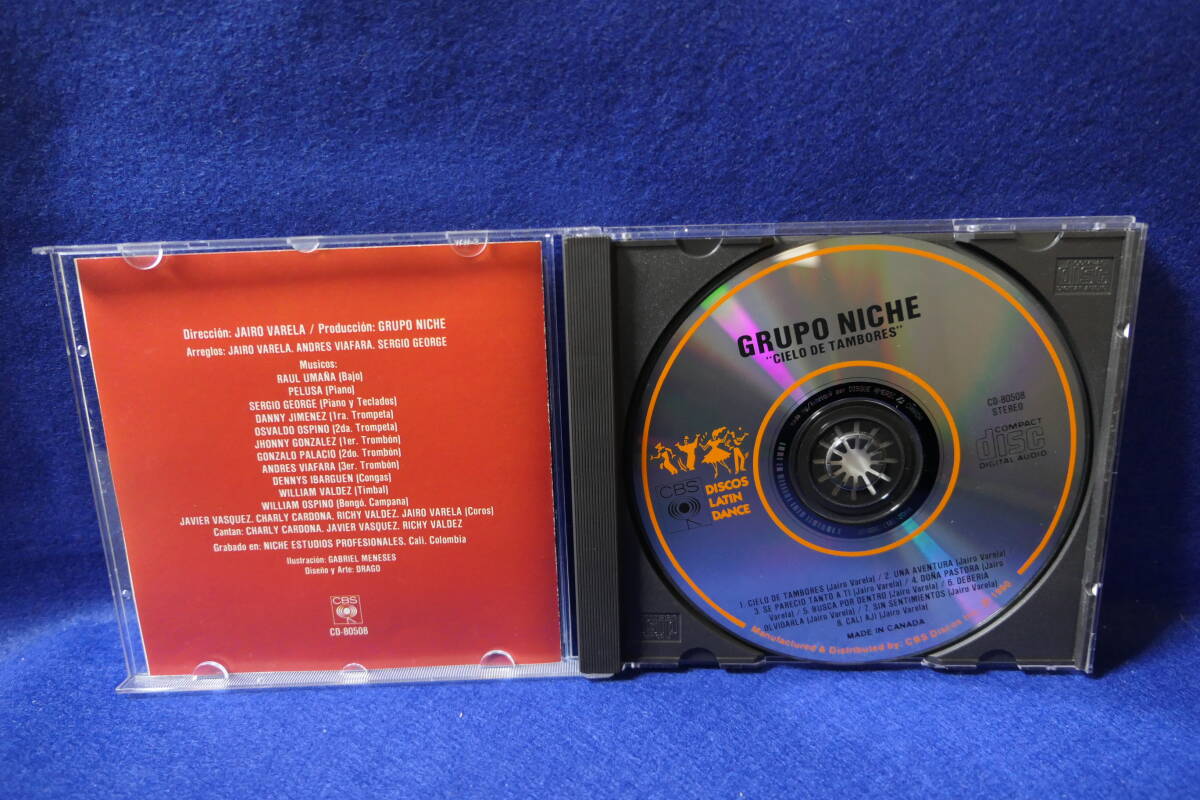 Dirección: JAIRO VARELA / Producción: GRUPO NICHE
Arreglos: JAIRO VARELA. ANDRES VIAFARA. SERGIO GEORGE
Musicos:
RAUL UMAÑA (Bajo)
PELUSA (Piano)
SERGIO GEORGE (Piano y Teclados)
DANNY JIMENEZ (1ra. Trompeta)
OSVALDO OSPINO (2da. Trompeta)
JHONNY GONZALEZ (1er. Trombón)
GONZALO PALACIO (2do. Trombón)
ANDRES VIAFARA (3er. Trombón)
DENNYS IBARGUEN (Congas)
WILLIAM VALDEZ (Timbal)
WILLIAM OSPINO (Bongó. Campana)
JAVIER VASQUEZ. CHARLY CARDONA. RICHY VALDEZ. JAIRO VARELA (Coros)
Cantan: CHARLY CARDONA. JAVIER VASQUEZ. RICHY VALDEZ
Grabado en: NICHE ESTUDIOS PROFESIONALES. Cali. Colombia
Ilustración: GABRIEL MENESES
Diseño y Arte: DRAGO
CBS
CD-80508
GRUPO NICHE
"CIELO DE TAMBORES"
CD-80508
STEREO
COMPACT
disc
DIGITAL AUDIO
CBS
DISCOS
LATIN
DANCE
1. CIELO DE TAMBORES (Jairo Varela) / 2. UNA AVENTURA (Jairo Varela)
3. SE PARECIO TANTO A TI (Jairo Varela) / 4. DOÑA PASTORA (Jairo
Varela) / 5. BUSCA POR DENTRO (Jairo Varela) / 6. DEBERIA
OLVIDARLA (Jairo Varela) / 7. SIN SENTIMIENTOS (Jairo Varela)
8. CALI AJI (Jairo Varela)
MADE IN CANADA
Manufactured & Distributed by: CBS Discos 1990